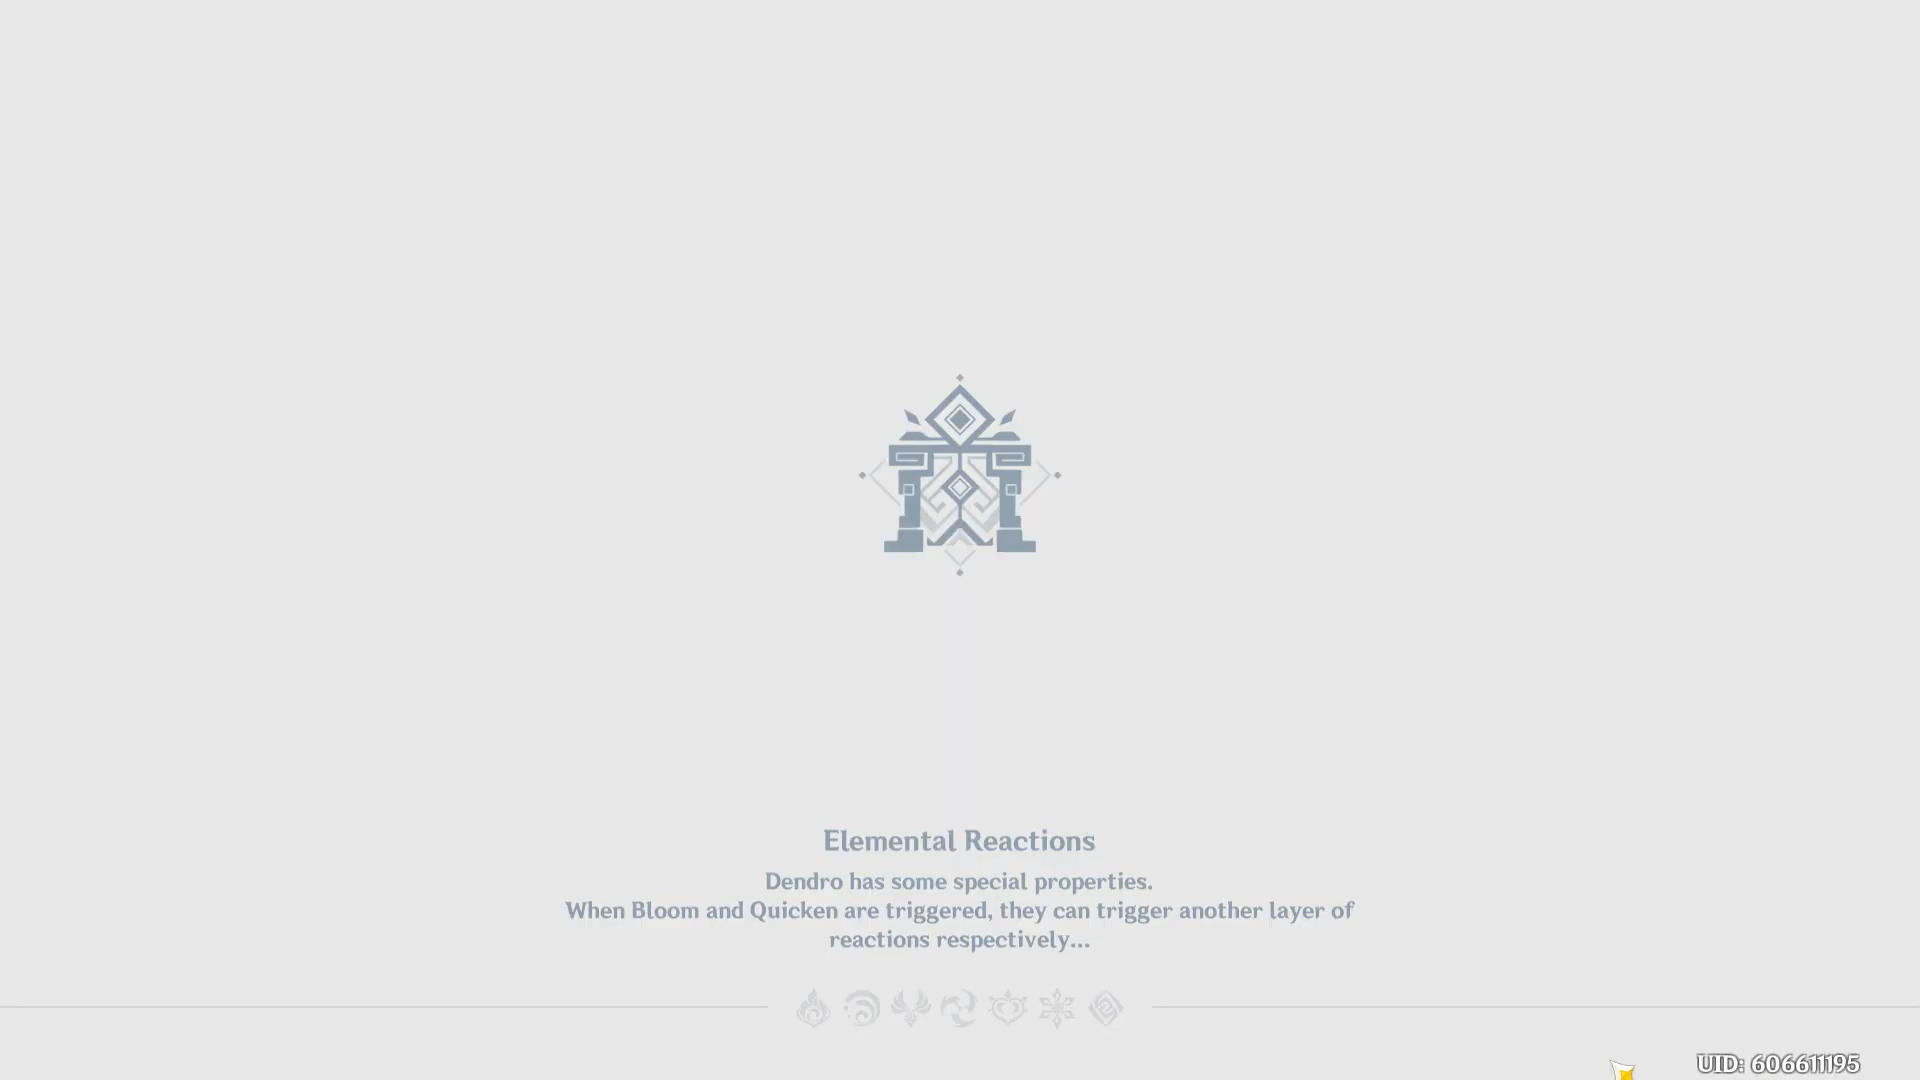 Elemental Reactions
Dendro has some special properties.
When Bloom and Quicken are triggered, they can trigger another layer of
reactions respectively...
UID: 606611195